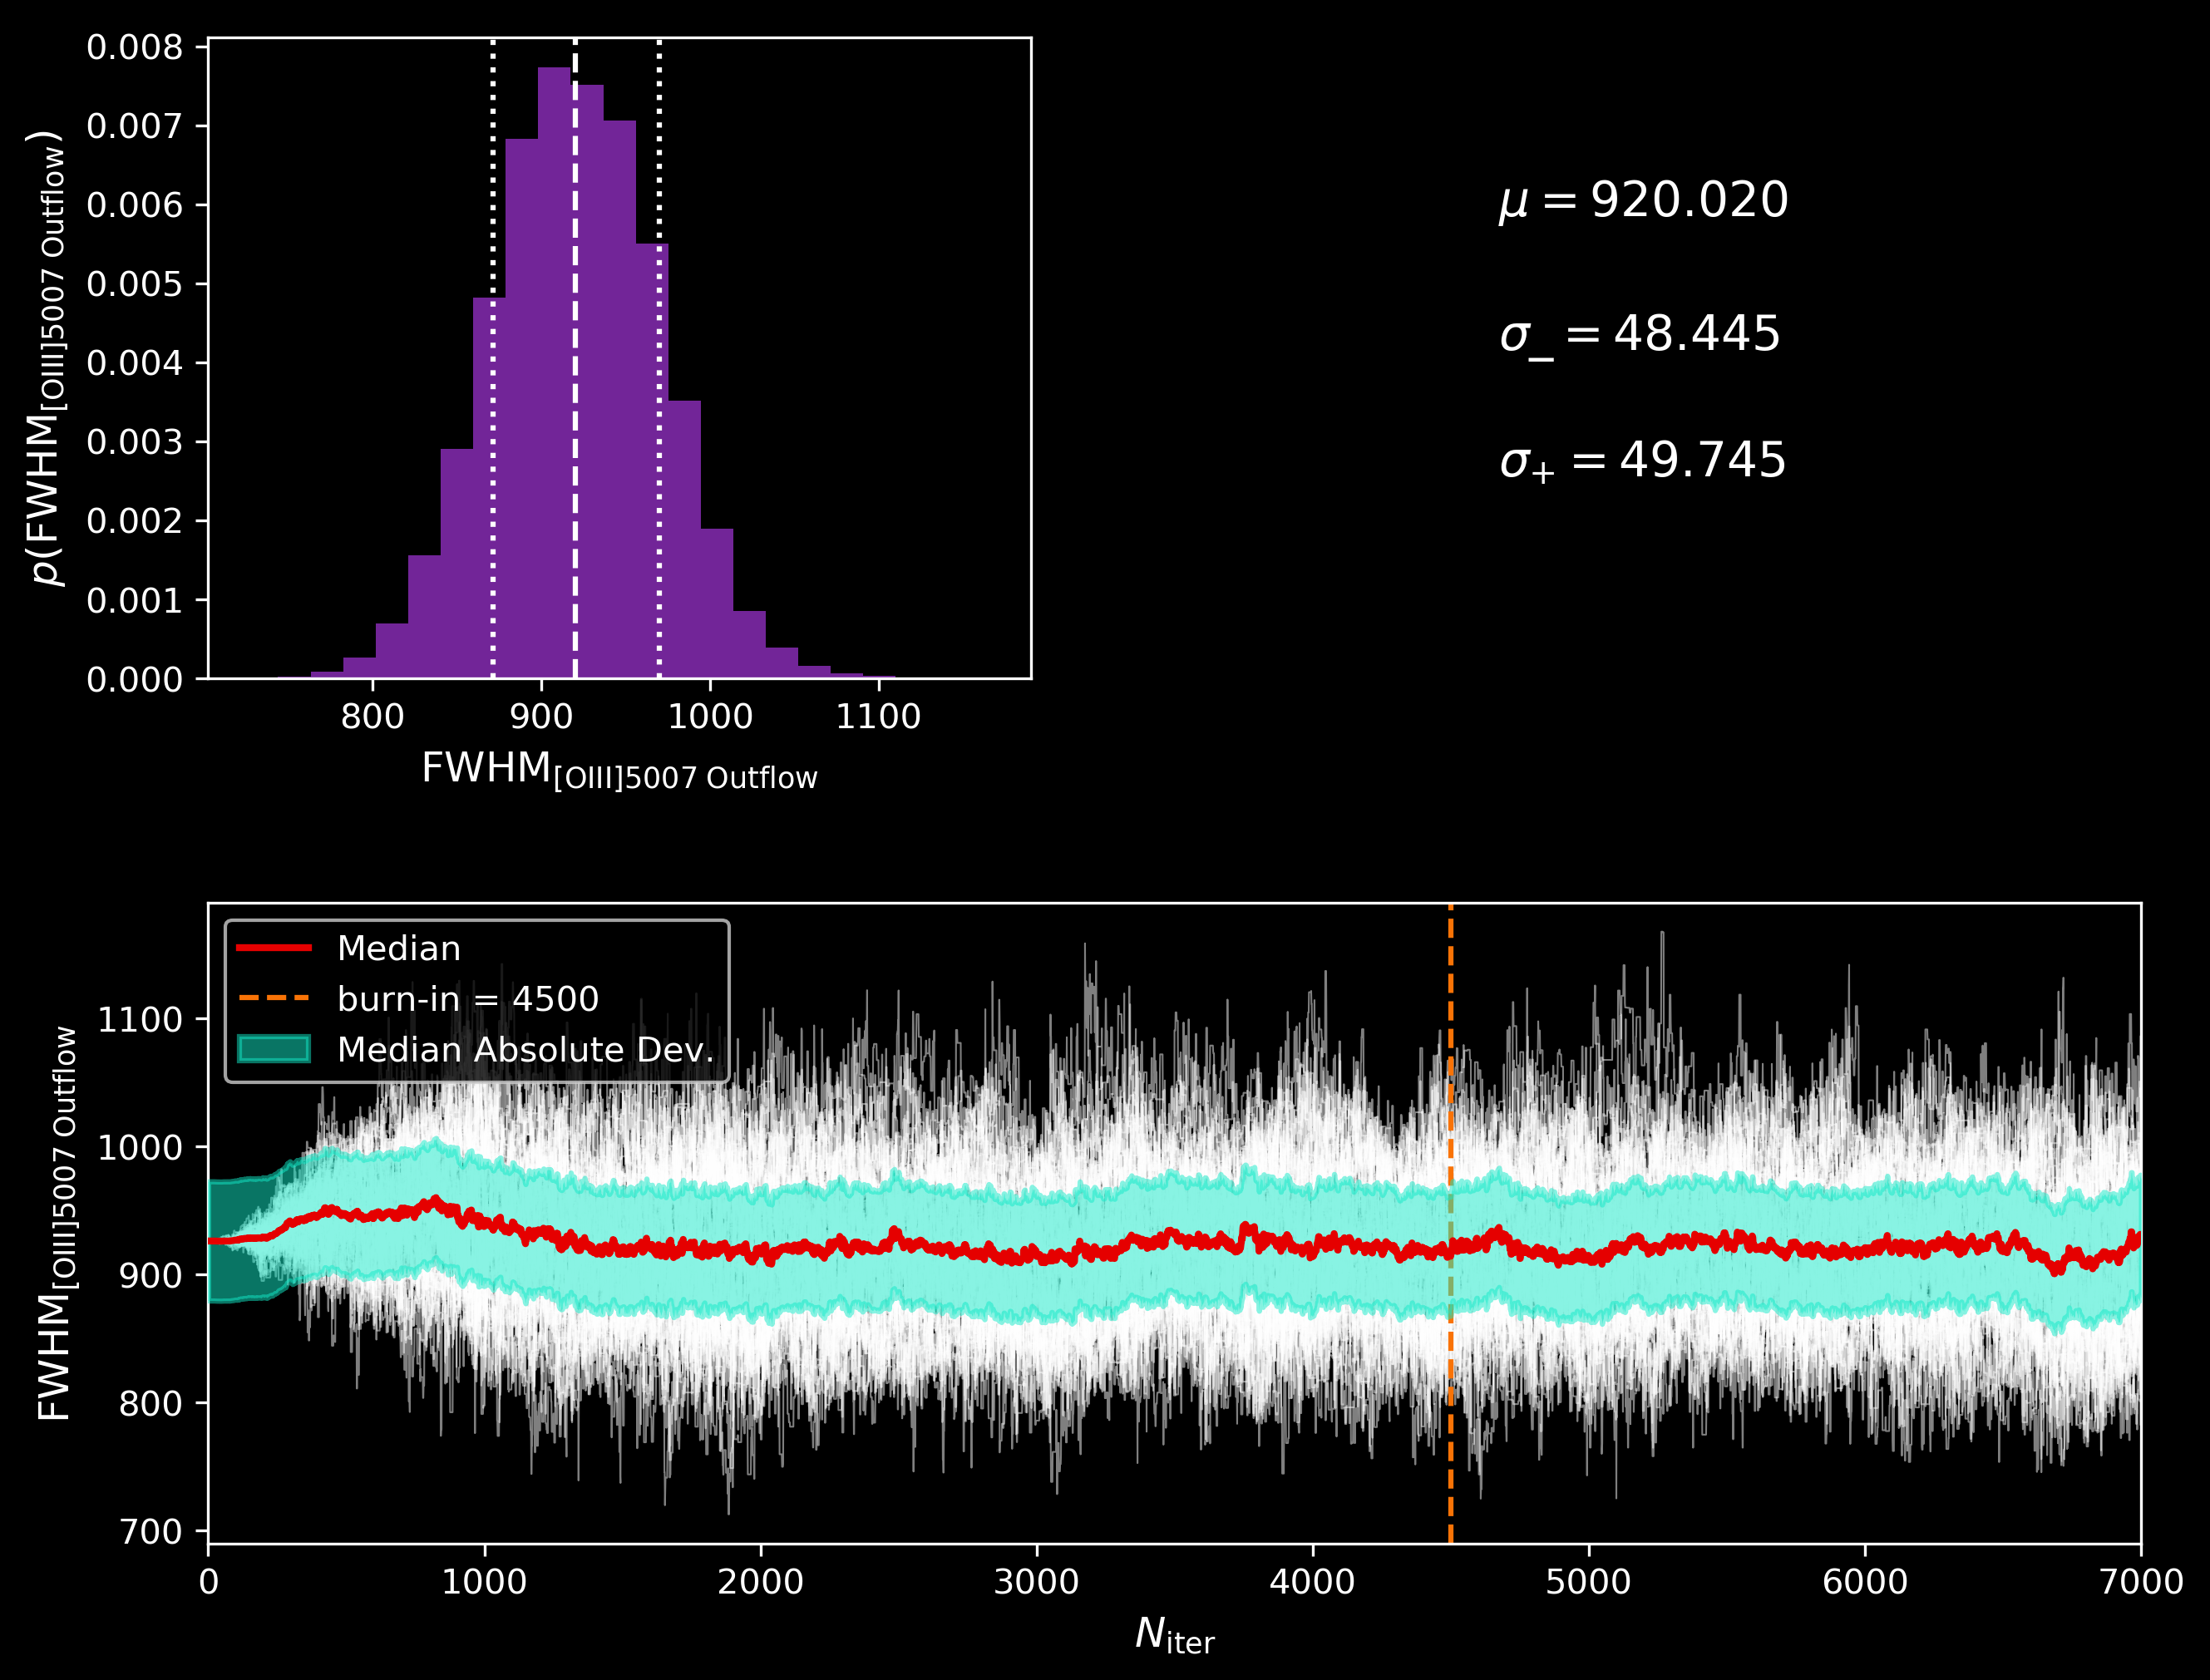 0.008
0.007
0.006
0.005
0.004
0.003
0.002
0.001
0.000
p(FWHM[OIII]5007 Outflow)
800 900 1000 1100
FWHM[OIII]5007 Outflow
μ = 920.020
σ− = 48.445
σ+ = 49.745
Median
burn-in = 4500
Median Absolute Dev.
1100
1000
900
800
700
FWHM[OIII]5007 Outflow
0 1000 2000 3000 4000 5000 6000 7000
Niter